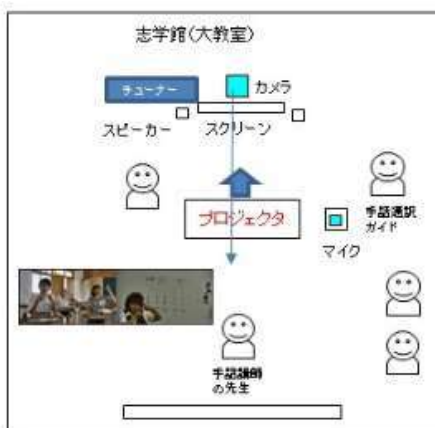 志学館(大教室)
チューナー
カメラ
スピーカー
スクリーン
プロジェクタ
手話通訳
ガイド
マイク
手話講師
の先生